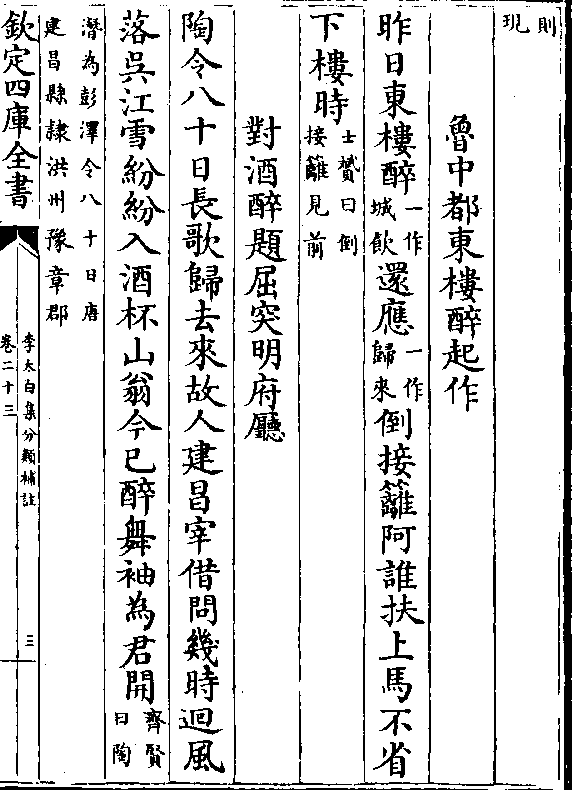 則
現
魯中都東樓醉起作
昨日東樓醉一作城飲還應一作歸來倒接䍦阿誰扶上馬不省
下樓時士贇曰倒接䍦見前
對酒醉題屈突明府廳
陶令八十日長歌歸去來故人建昌宰借問幾時迴風
落吳江雪紛紛入酒杯山翁今已醉舞袖為君開齊賢曰陶
潛為彭澤令八十日唐
建昌縣隷洪州豫章郡
欽定四庫全書
李太白集分類補註
卷二十三
三